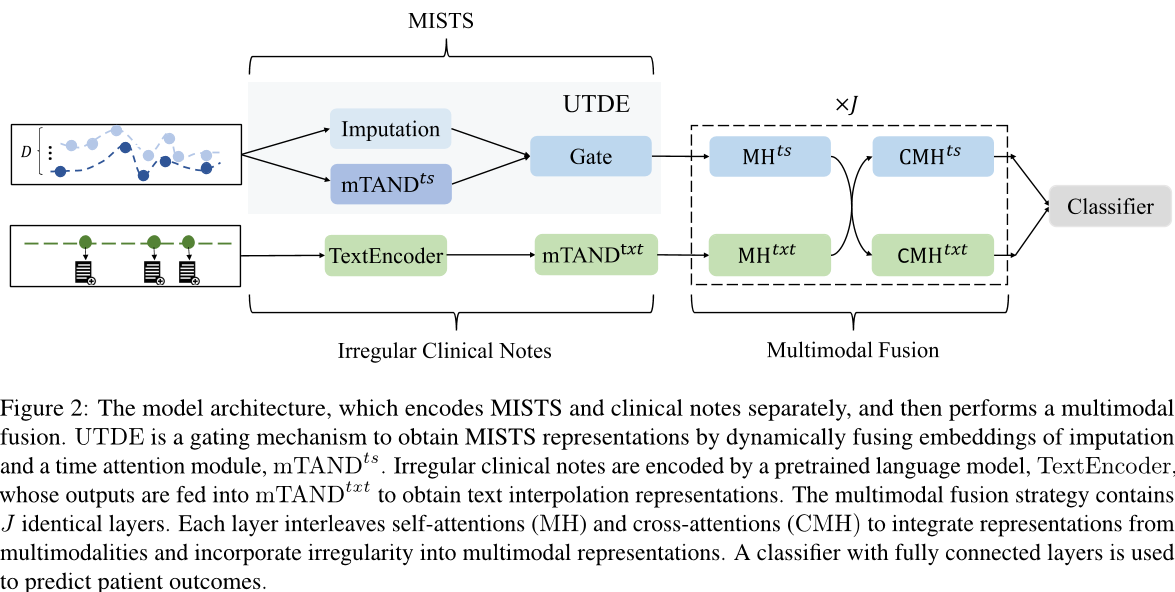 MISTS
UTDE
×J
D
⋮
Imputation
Gate
mTAND^ts
MH^ts
CMH^ts
Classifier
TextEncoder
mTAND^txt
MH^txt
CMH^txt
Irregular Clinical Notes
Multimodal Fusion
Figure 2: The model architecture, which encodes MISTS and clinical notes separately, and then performs a multimodal
fusion. UTDE is a gating mechanism to obtain MISTS representations by dynamically fusing embeddings of imputation
and a time attention module, mTAND^ts. Irregular clinical notes are encoded by a pretrained language model, TextEncoder,
whose outputs are fed into mTAND^txt to obtain text interpolation representations. The multimodal fusion strategy contains
J identical layers. Each layer interleaves self-attentions (MH) and cross-attentions (CMH) to integrate representations from
multimodalities and incorporate irregularity into multimodal representations. A classifier with fully connected layers is used
to predict patient outcomes.